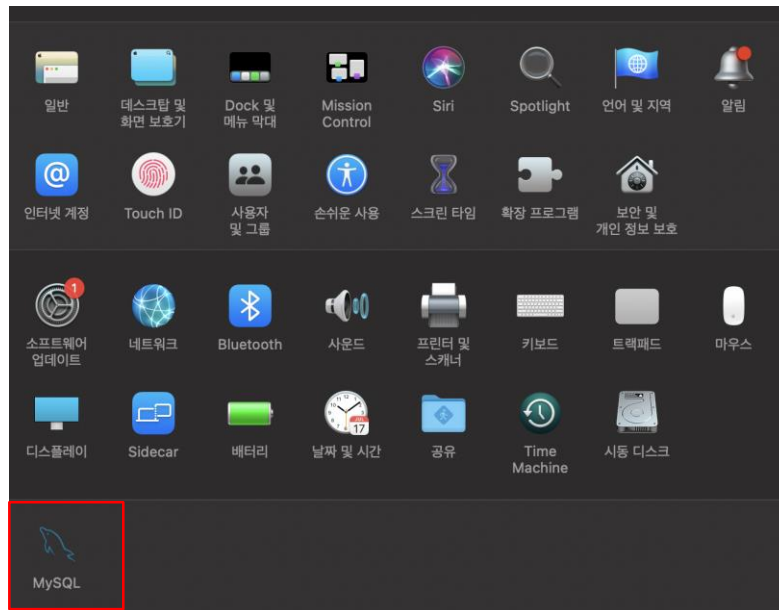 일반
데스크탑 및
화면 보호기
Dock 및
메뉴 막대
Mission
Control
Siri
Spotlight
언어 및 지역
알림
@
인터넷 계정
Touch ID
사용자
및 그룹
손쉬운 사용
스크린 타임
확장 프로그램
보안 및
개인 정보 보호
1
소프트웨어
업데이트
네트워크
Bluetooth
사운드
프린터 및
스캐너
키보드
트랙패드
마우스
디스플레이
Sidecar
배터리
JUL
17
날짜 및 시간
공유
Time
Machine
시동 디스크
MySQL